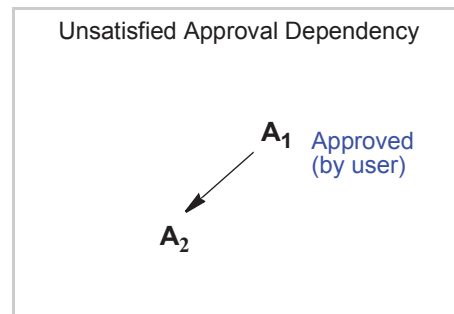 Unsatisfied Approval Dependency
A₁ Approved
(by user)
A₂